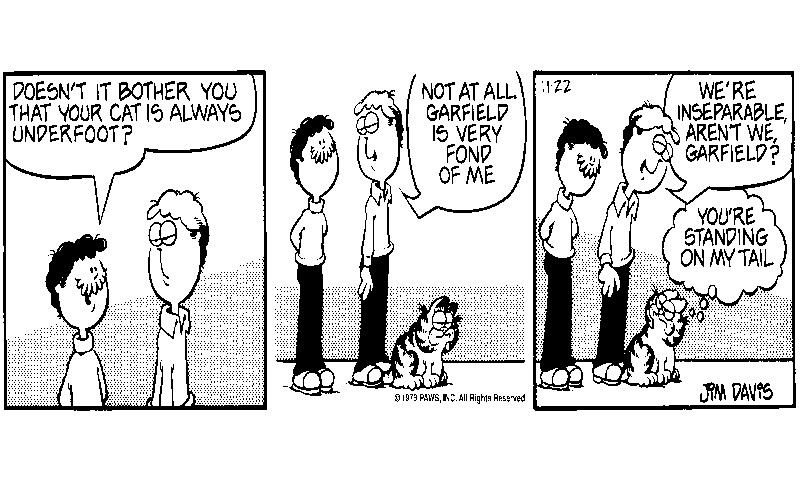 DOESN'T IT BOTHER YOU
THAT YOUR CAT IS ALWAYS
UNDERFOOT?
NOT AT ALL.
GARFIELD
IS VERY
FOND
OF ME
© 1979 PAWS, INC. All Rights Reserved
1-22
WE'RE
INSEPARABLE,
AREN'T WE,
GARFIELD?
YOU'RE
STANDING
ON MY TAIL
JIM DAVIS